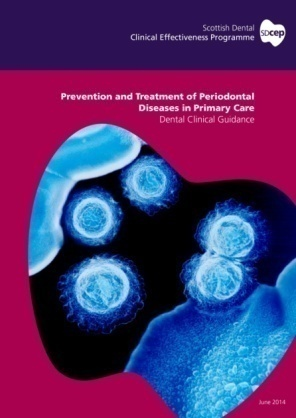 Scottish Dental
Clinical Effectiveness Programme
SDcep
Prevention and Treatment of Periodontal
Diseases in Primary Care
Dental Clinical Guidance
June 2014